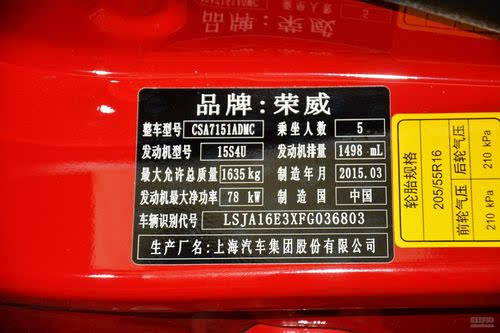 品牌:荣威
整车型号 CSA7151ADMC 乘坐人数 5
发动机型号 15S4U 发动机排量 1498 mL
最大允许总质量 1635kg 制造年月 2015.03
发动机最大净功率 78 kW 制造国 中国
车辆识别代号 LSJA16E3XFG036803
生产厂名:上海汽车集团股份有限公司
轮胎规格 前轮气压 后轮气压
205/55R16 210 kPa 210 kPa